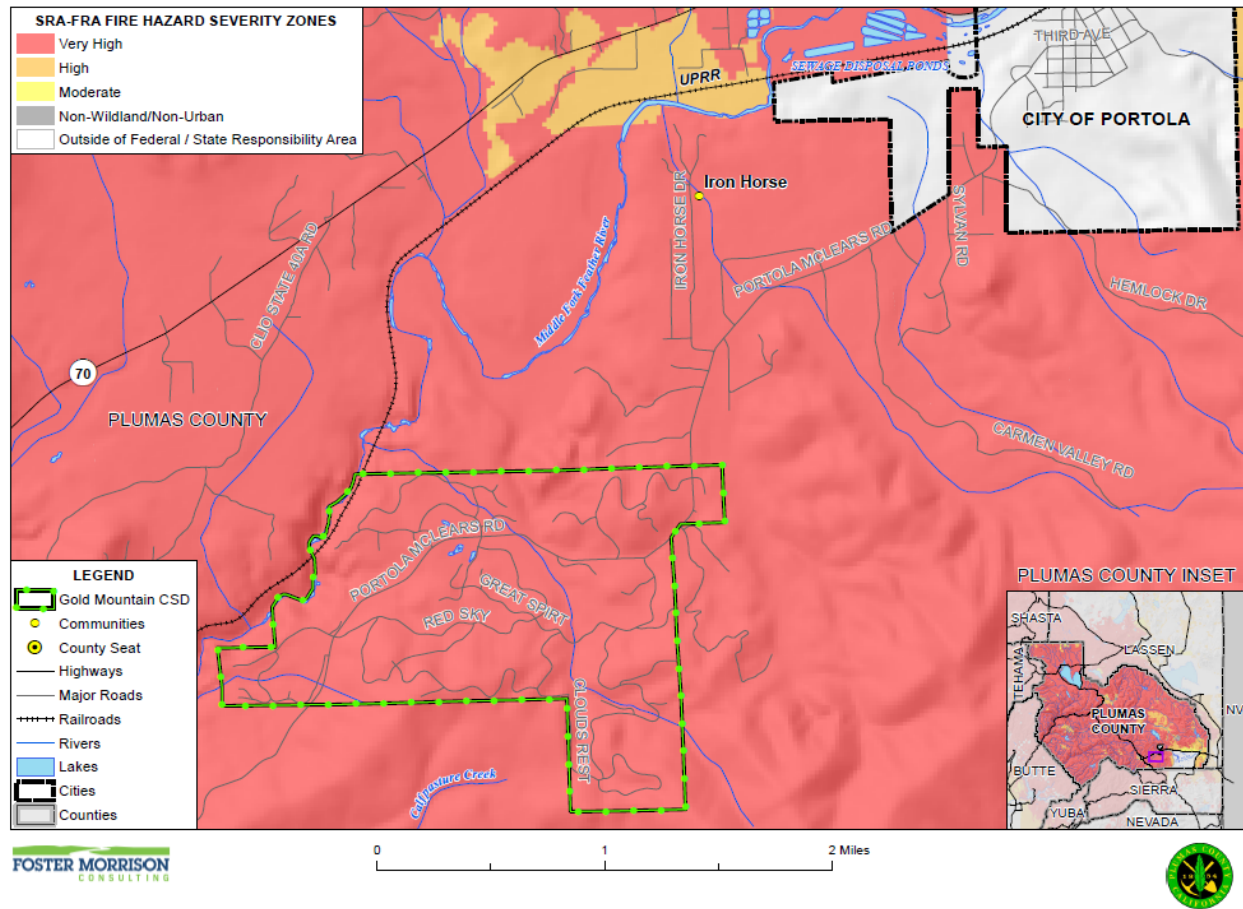 SRA-FRA FIRE HAZARD SEVERITY ZONES
Very High
High
Moderate
Non-Wildland/Non-Urban
Outside of Federal / State Responsibility Area
UPRR
SEWAGE DISPOSAL PONDS
THIRD AVE
CITY OF PORTOLA
Iron Horse
IRON HORSE DR
SYLVAN RD
PORTOLA MCLEARS RD
HEMLOCK DR
CLIO STATE 40A RD
Middle Fork Feather River
70
PLUMAS COUNTY
CARMEN VALLEY RD
PORTOLA MCLEARS RD
GREAT SPIRT
RED SKY
CLOUDS REST
Calfpasture Creek
LEGEND
Gold Mountain CSD
Communities
County Seat
Highways
Major Roads
Railroads
Rivers
Lakes
Cities
Counties
PLUMAS COUNTY INSET
SHASTA
LASSEN
TEHAMA
PLUMAS
COUNTY
NV
BUTTE
SIERRA
YUBA
NEVADA
FOSTER MORRISON
CONSULTING
0 1 2 Miles
PLUMAS COUNTY
CALIFORNIA